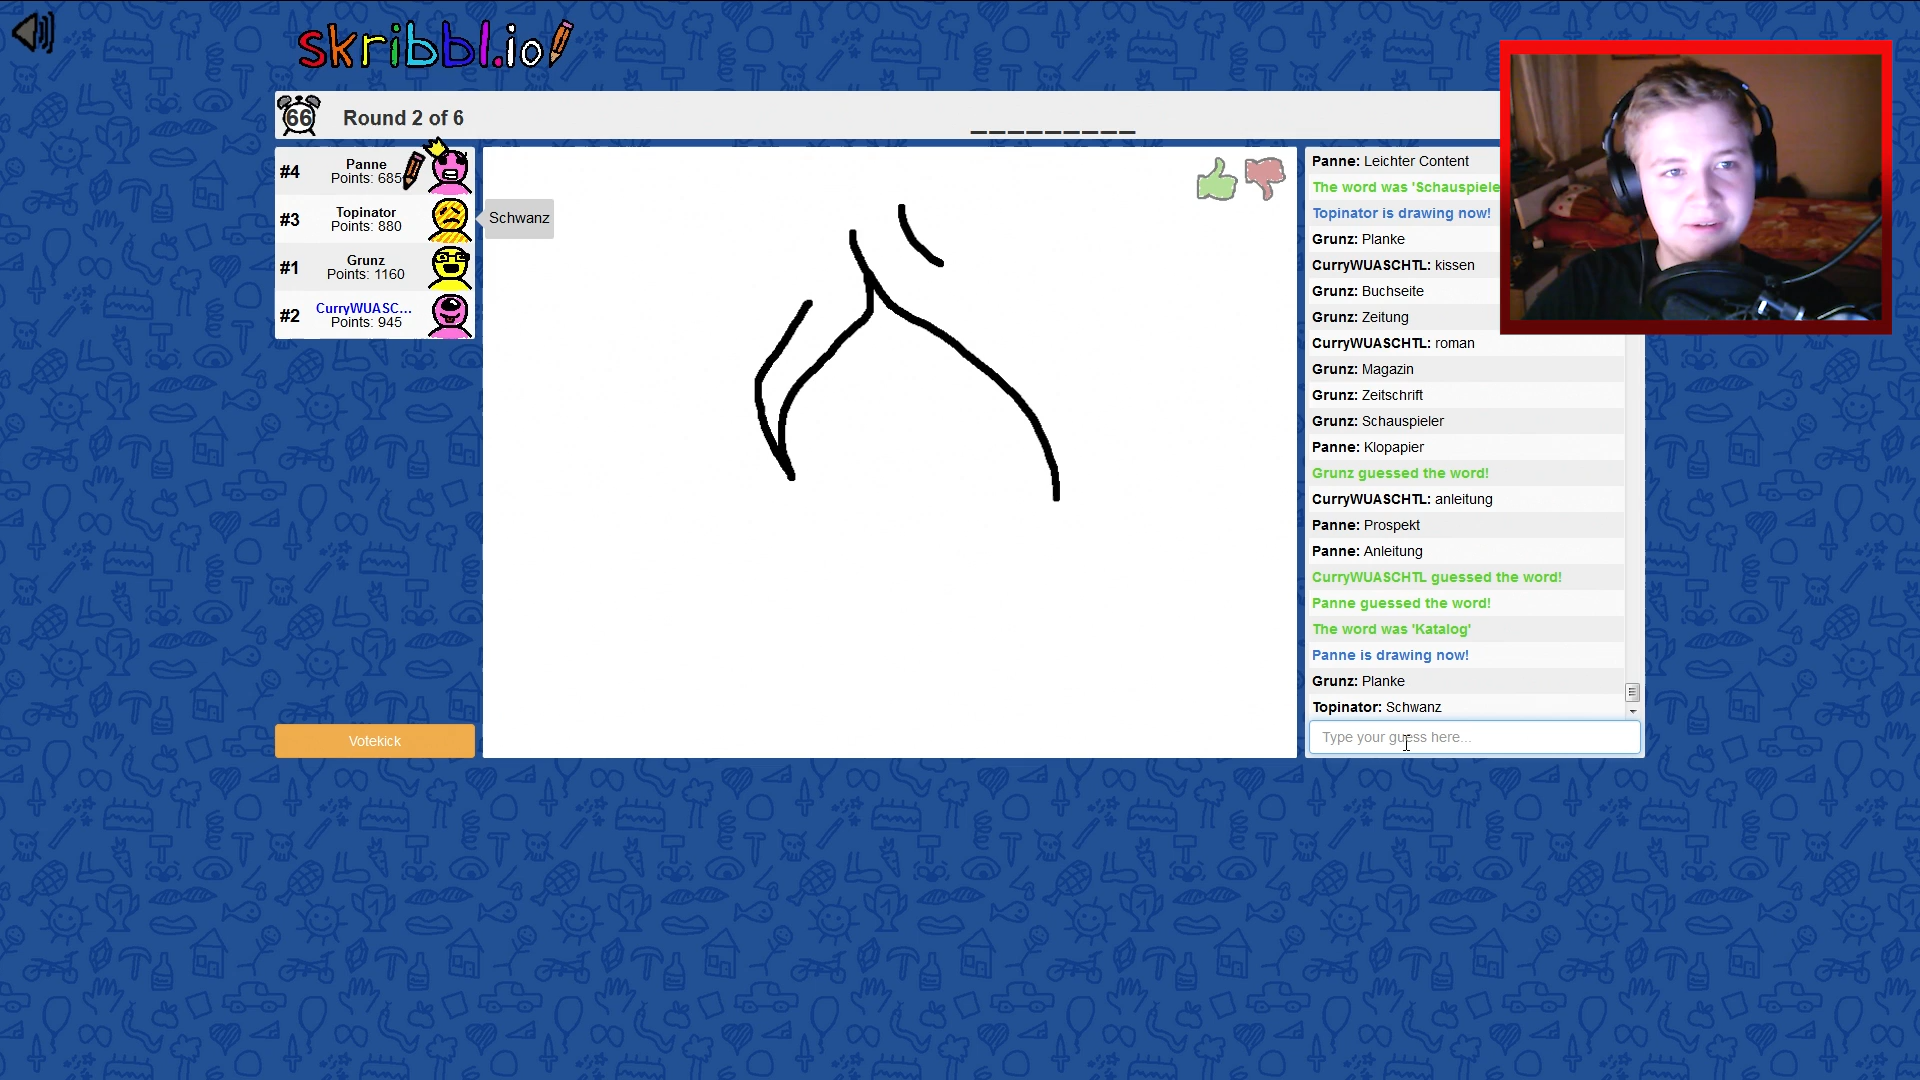 skribbl.io
66
Round 2 of 6
_ _ _ _ _ _ _ _ _
#4
Panne
Points: 685
#3
Topinator
Points: 880
Schwanz
#1
Grunz
Points: 1160
#2
CurryWUASC...
Points: 945
Votekick
Panne: Leichter Content
The word was 'Schauspiele
Topinator is drawing now!
Grunz: Planke
CurryWUASCHTL: kissen
Grunz: Buchseite
Grunz: Zeitung
CurryWUASCHTL: roman
Grunz: Magazin
Grunz: Zeitschrift
Grunz: Schauspieler
Panne: Klopapier
Grunz guessed the word!
CurryWUASCHTL: anleitung
Panne: Prospekt
Panne: Anleitung
CurryWUASCHTL guessed the word!
Panne guessed the word!
The word was 'Katalog'
Panne is drawing now!
Grunz: Planke
Topinator: Schwanz
Type your guess here...